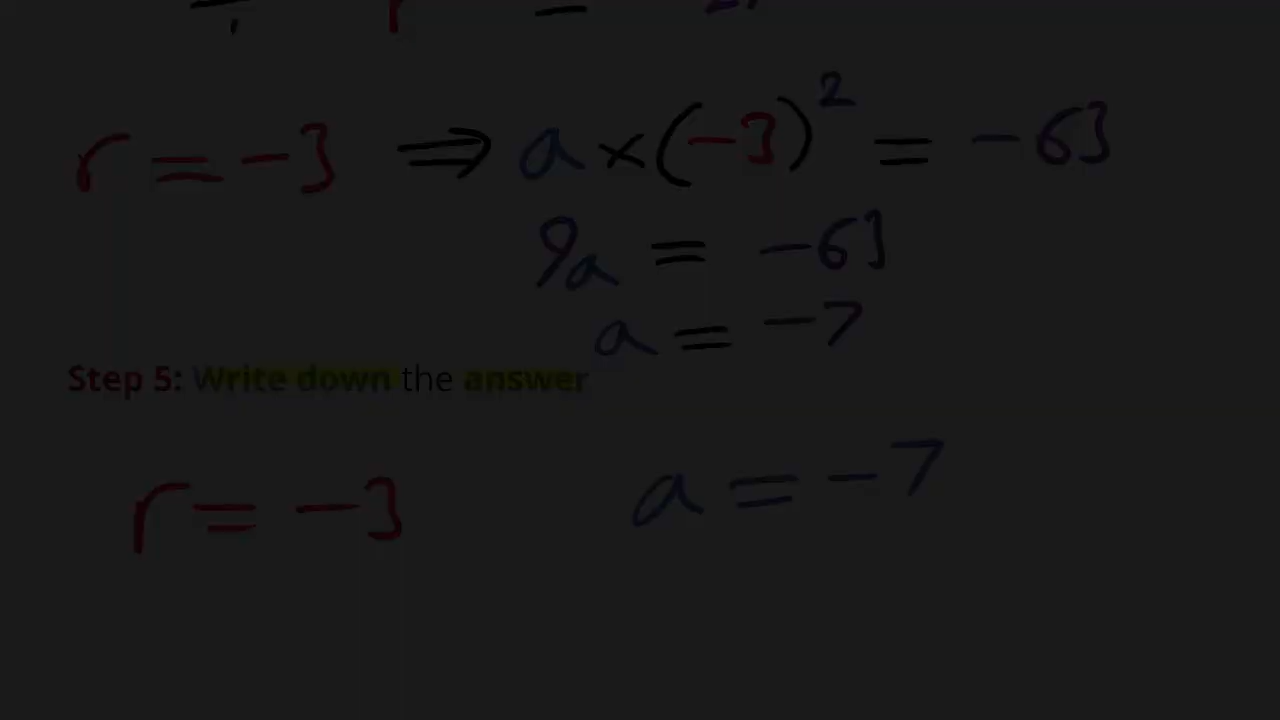 r = -3 ⇒ a × (-3)² = -63
9a = -63
a = -7
Step 5: Write down the answer
r = -3 a = -7